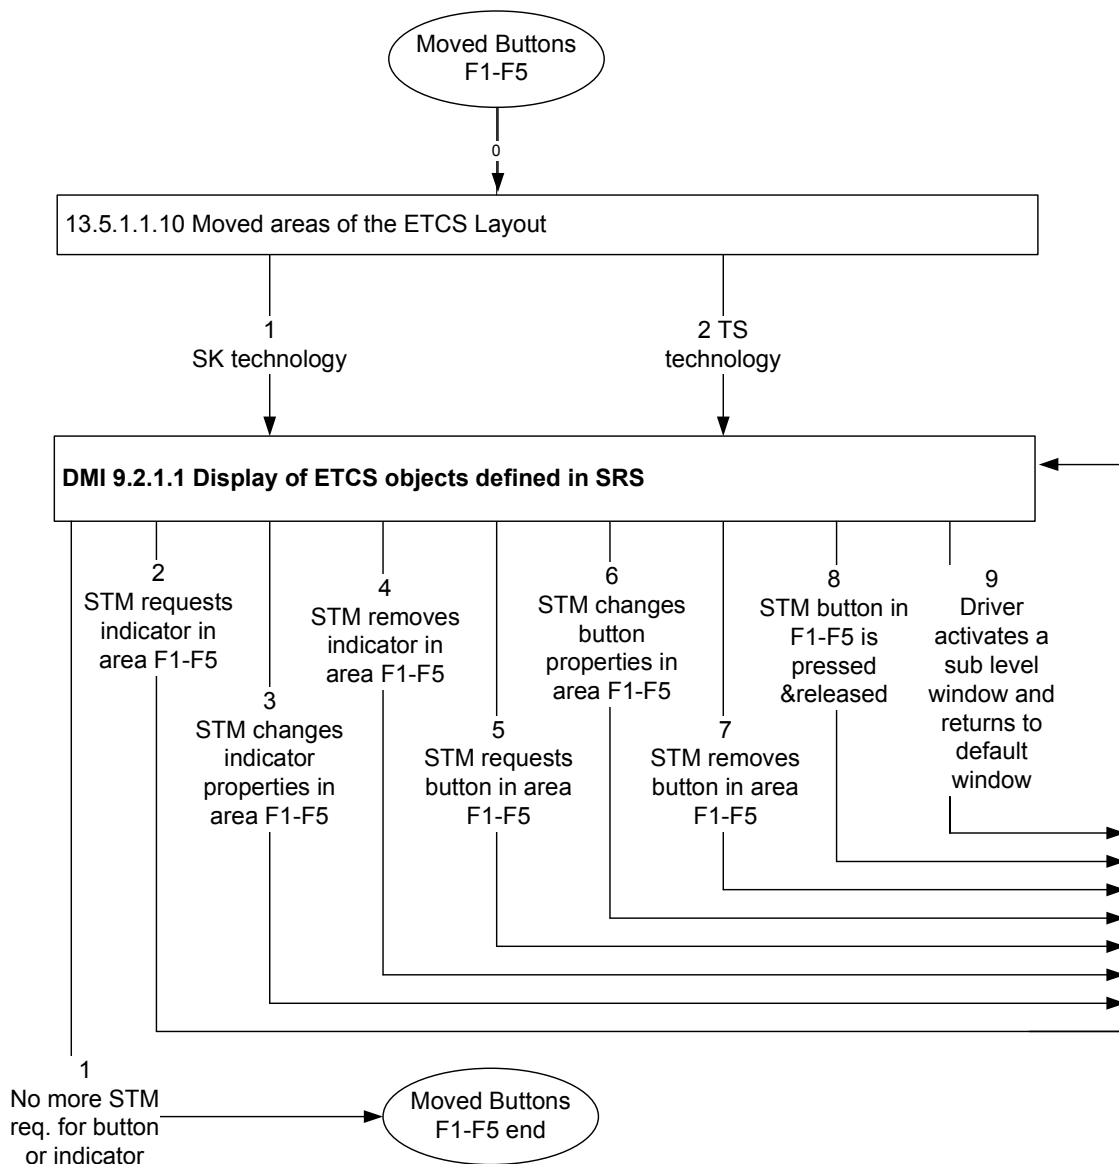 Moved Buttons
F1-F5
0
13.5.1.1.10 Moved areas of the ETCS Layout
1
SK technology
2 TS
technology
DMI 9.2.1.1 Display of ETCS objects defined in SRS
2
STM requests
indicator in
area F1-F5
3
STM changes
indicator
properties in
area F1-F5
4
STM removes
indicator in
area F1-F5
5
STM requests
button in area
F1-F5
6
STM changes
button
properties in
area F1-F5
7
STM removes
button in area
F1-F5
8
STM button in
F1-F5 is
pressed
&released
9
Driver
activates a
sub level
window and
returns to
default
window
1
No more STM
req. for button
or indicator
Moved Buttons
F1-F5 end